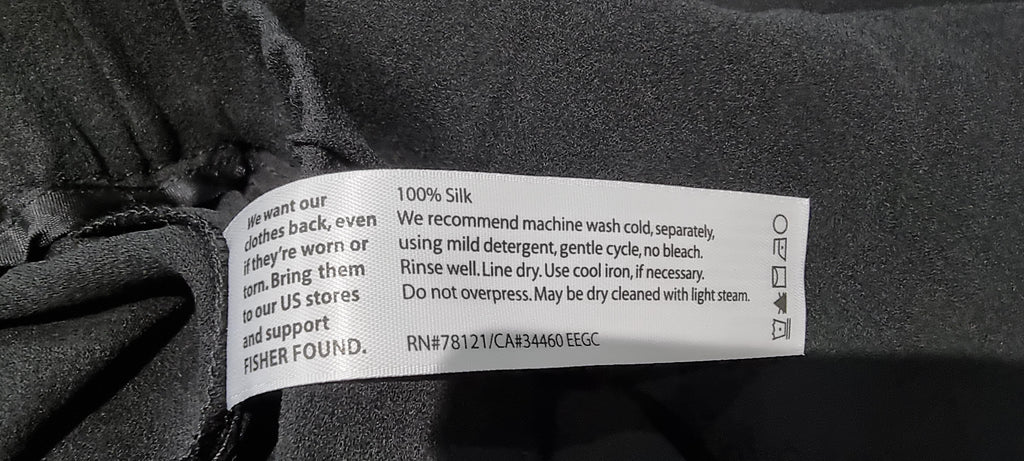 We want our
clothes back, even
if they're worn or
torn. Bring them
to our US stores
and support
FISHER FOUND.
100% Silk
We recommend machine wash cold, separately,
using mild detergent, gentle cycle, no bleach.
Rinse well. Line dry. Use cool iron, if necessary.
Do not overpress. May be dry cleaned with light steam.
RN#78121/CA#34460 EEGC